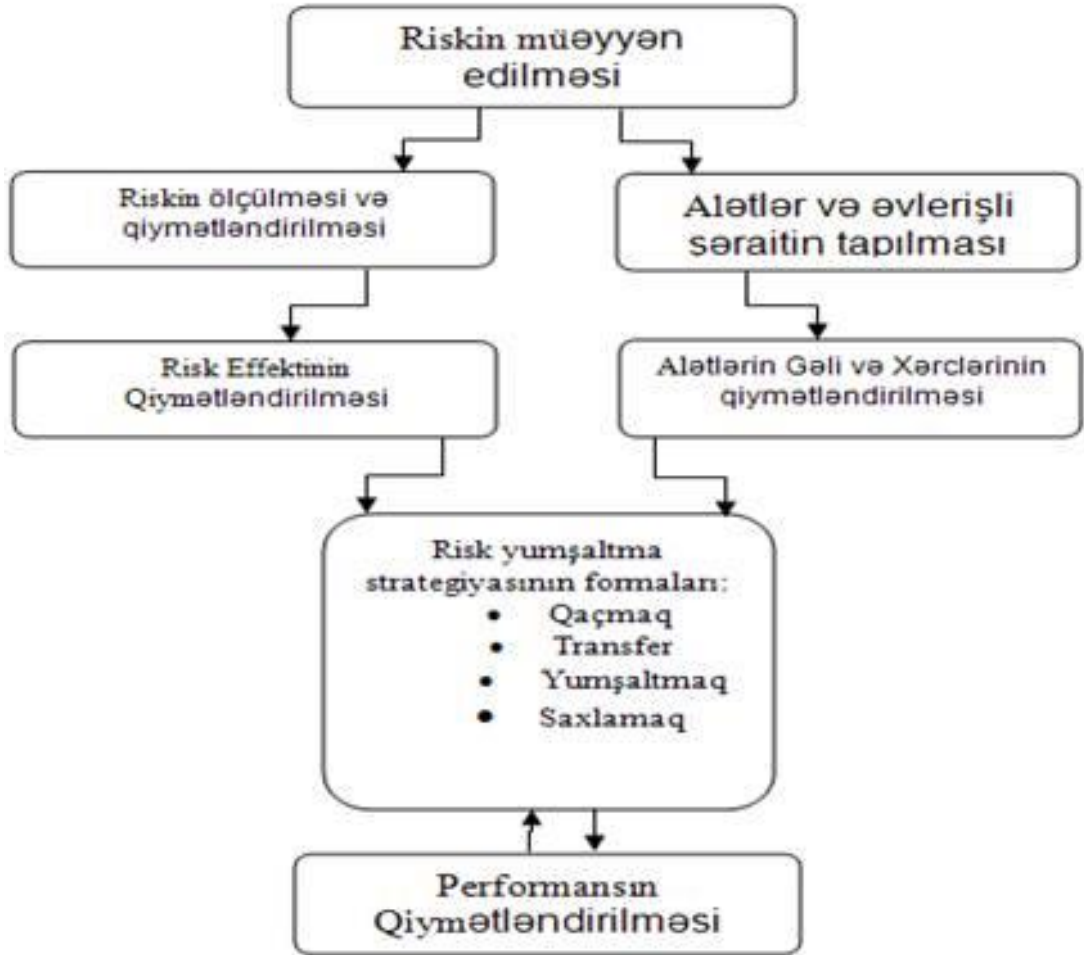 Riskin müəyyən
edilməsi
Riskin ölçülməsi və
qiymətləndirilməsi
Alətlər və əvlerişli
şəraitin tapılması
Risk Effektinin
Qiymətləndirilməsi
Alətlərin Gəli və Xərclərinin
qiymətləndirilməsi
Risk yumşaltma
strategiyasının formaları:
• Qaçmaq
• Transfer
• Yumşaltmaq
• Saxlamaq
Performansın
Qiymətləndirilməsi